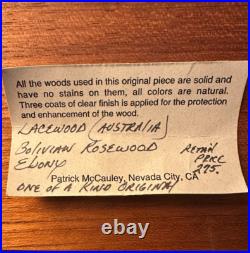 All the woods used in this original piece are solid and
have no stains on them, all colors are natural.
Three coats of clear finish is applied for the protection
and enhancement of the wood.
LACEWOOD (AUSTRALIA)
BOLIVIAN ROSEWOOD
EBONY
RETAIL
PRICE
295.
Patrick McCauley, Nevada City, CA
ONE OF A KIND ORIGINAL
ebay